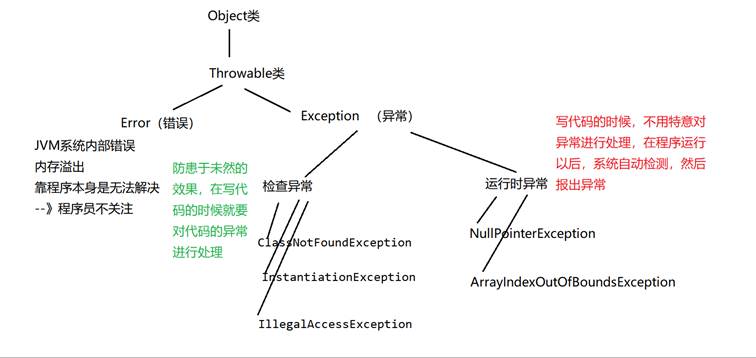 Object类
Throwable类
Error（错误）
Exception （异常）
JVM系统内部错误
内存溢出
靠程序本身是无法解决
--》程序员不关注
防患于未然的
效果，在写代
码的时候就要
对代码的异常
进行处理
检查异常
运行时异常
写代码的时候，不用特意对
异常进行处理，在程序运行
以后，系统自动检测，然后
报出异常
ClassNotFoundException
InstantiationException
IllegalAccessException
NullPointerException
ArrayIndexOutOfBoundsException